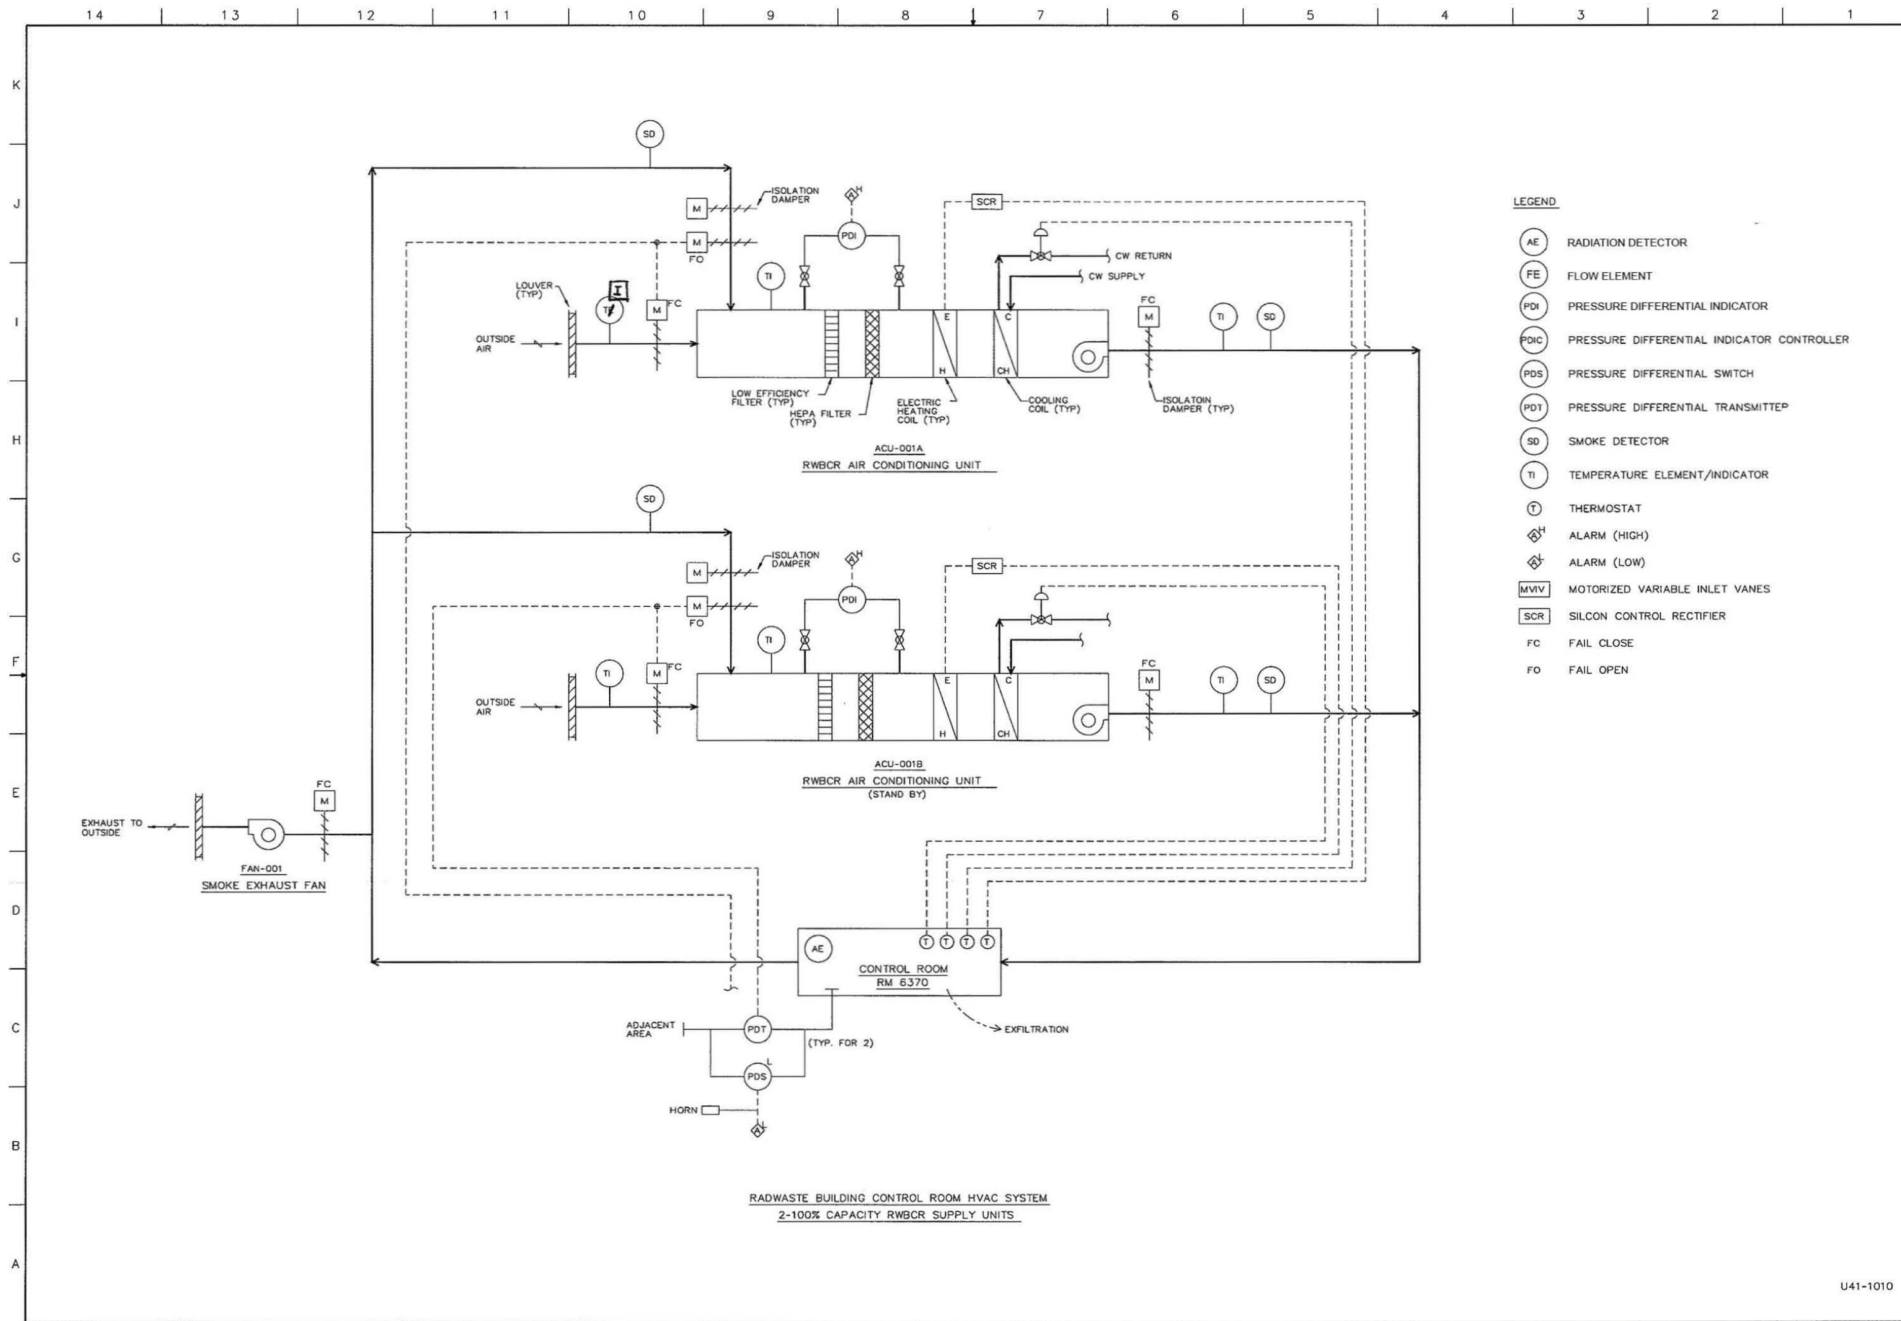 14 13 12 11 10 9 8 7 6 5 4 3 2 1
K
J
I
H
G
F
E
D
C
B
A
SD
M
ISOLATION
DAMPER
M
FO
A H
PDI
SCR
CW RETURN
CW SUPPLY
LOUVER
(TYP)
I
M
FC
TI
OUTSIDE
AIR
E
H
C
CH
FC
M
TI
SD
LOW EFFICIENCY
FILTER (TYP)
HEPA FILTER
(TYP)
ELECTRIC
HEATING
COIL (TYP)
COOLING
COIL (TYP)
ISOLATOIN
DAMPER (TYP)
ACU-001A
RWBCR AIR CONDITIONING UNIT
SD
M
ISOLATION
DAMPER
M
FO
A H
PDI
SCR
TI
M
FC
TI
OUTSIDE
AIR
E
H
C
CH
FC
M
TI
SD
ACU-001B
RWBCR AIR CONDITIONING UNIT
(STAND BY)
FC
M
EXHAUST TO
OUTSIDE
FAN-001
SMOKE EXHAUST FAN
AE
T T T T
CONTROL ROOM
RM 6370
EXFILTRATION
ADJACENT
AREA
PDT
(TYP. FOR 2)
L
PDS
HORN
A L
RADWASTE BUILDING CONTROL ROOM HVAC SYSTEM
2-100% CAPACITY RWBCR SUPPLY UNITS
LEGEND
AE RADIATION DETECTOR
FE FLOW ELEMENT
PDI PRESSURE DIFFERENTIAL INDICATOR
PDIC PRESSURE DIFFERENTIAL INDICATOR CONTROLLER
PDS PRESSURE DIFFERENTIAL SWITCH
PDT PRESSURE DIFFERENTIAL TRANSMITTER
SD SMOKE DETECTOR
TI TEMPERATURE ELEMENT/INDICATOR
T THERMOSTAT
A H ALARM (HIGH)
A L ALARM (LOW)
MVIV MOTORIZED VARIABLE INLET VANES
SCR SILCON CONTROL RECTIFIER
FC FAIL CLOSE
FO FAIL OPEN
U41-1010